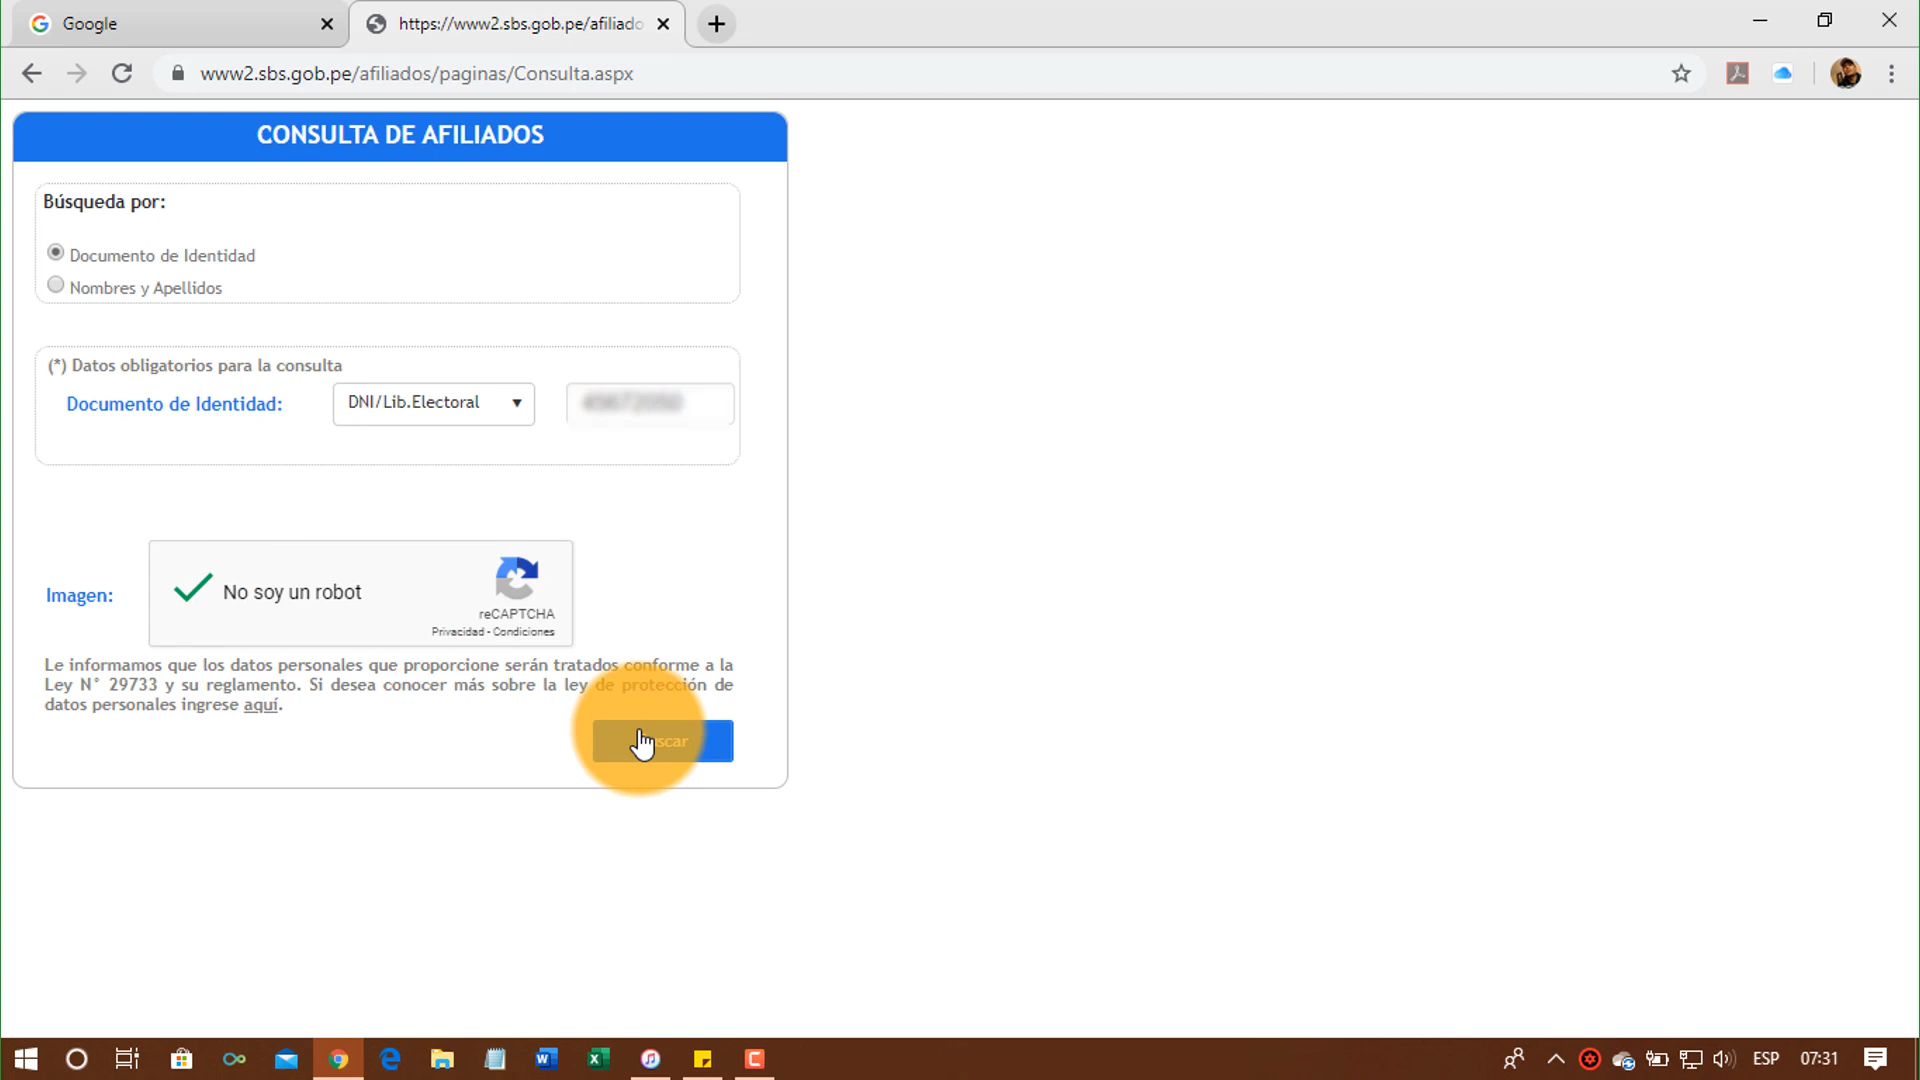 Google
https://www2.sbs.gob.pe/afiliado
www2.sbs.gob.pe/afiliados/paginas/Consulta.aspx
CONSULTA DE AFILIADOS
Búsqueda por:
Documento de Identidad
Nombres y Apellidos
(*) Datos obligatorios para la consulta
Documento de Identidad:
DNI/Lib.Electoral
Imagen:
No soy un robot
reCAPTCHA
Privacidad - Condiciones
Le informamos que los datos personales que proporcione serán tratados conforme a la
Ley N° 29733 y su reglamento. Si desea conocer más sobre la ley de protección de
datos personales ingrese aquí.
ESP
07:31